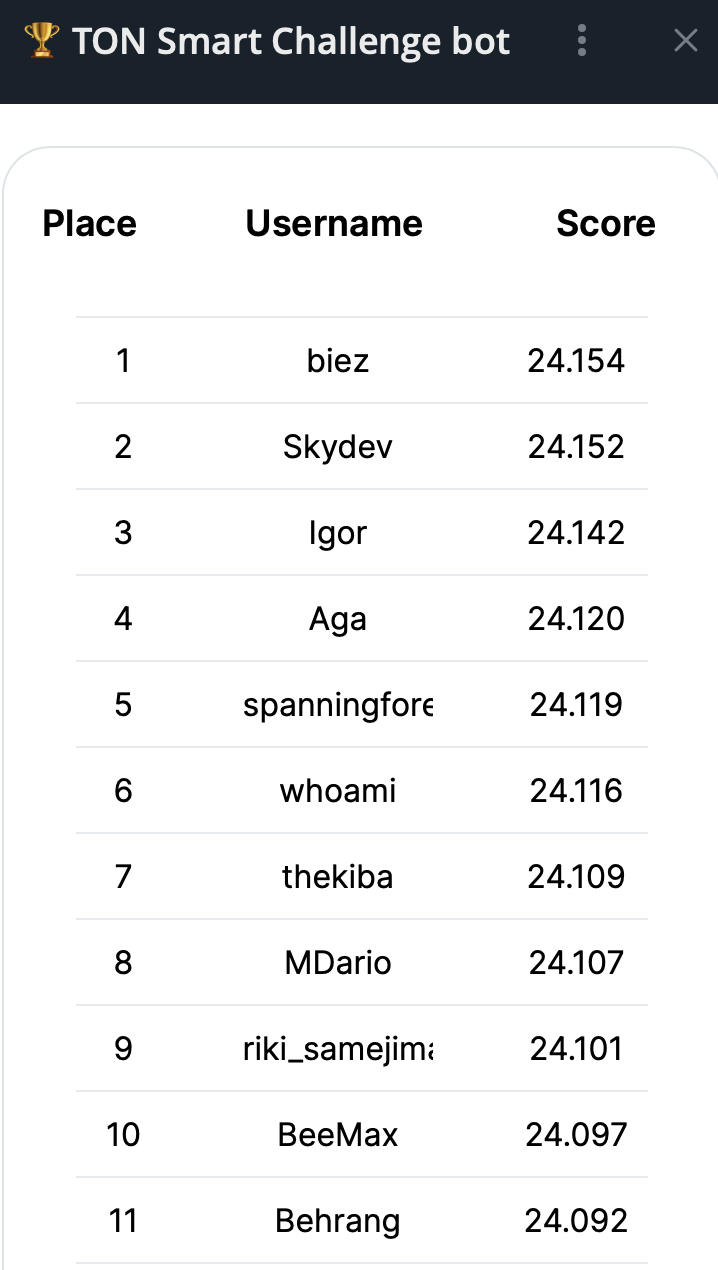 🏆 TON Smart Challenge bot
Place Username Score
1 biez 24.154
2 Skydev 24.152
3 Igor 24.142
4 Aga 24.120
5 spanningfore 24.119
6 whoami 24.116
7 thekiba 24.109
8 MDario 24.107
9 riki_samejima 24.101
10 BeeMax 24.097
11 Behrang 24.092